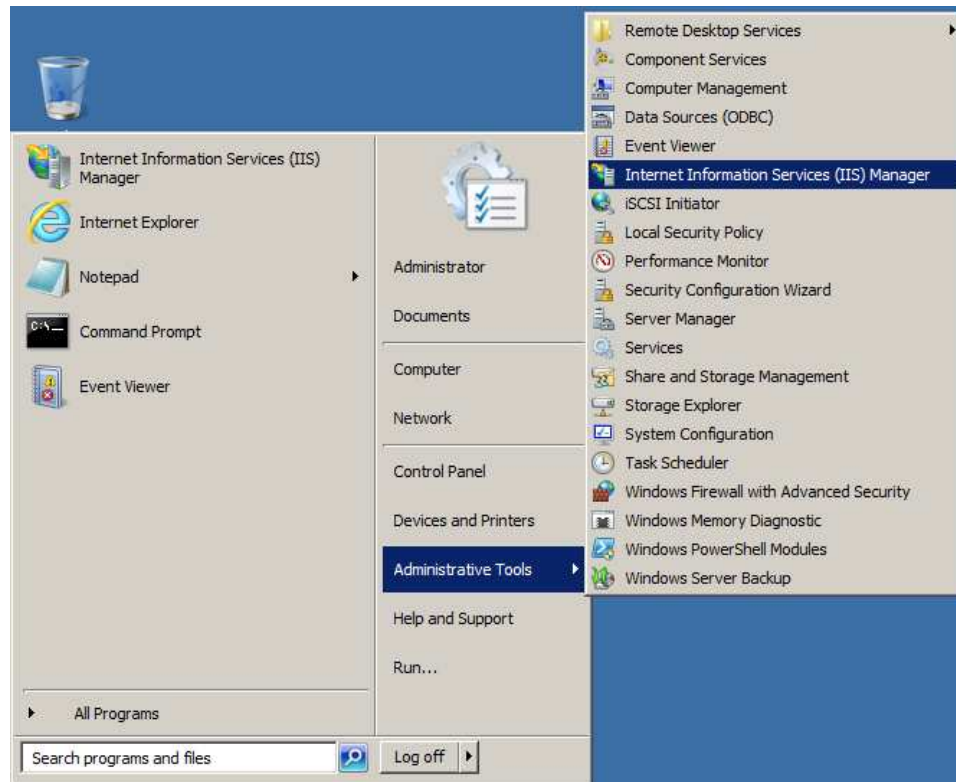 Internet Information Services (IIS)
Manager
Internet Explorer
Notepad
Command Prompt
Event Viewer
All Programs
Search programs and files
Administrator
Documents
Computer
Network
Control Panel
Devices and Printers
Administrative Tools
Help and Support
Run...
Log off
Remote Desktop Services
Component Services
Computer Management
Data Sources (ODBC)
Event Viewer
Internet Information Services (IIS) Manager
iSCSI Initiator
Local Security Policy
Performance Monitor
Security Configuration Wizard
Server Manager
Services
Share and Storage Management
Storage Explorer
System Configuration
Task Scheduler
Windows Firewall with Advanced Security
Windows Memory Diagnostic
Windows PowerShell Modules
Windows Server Backup